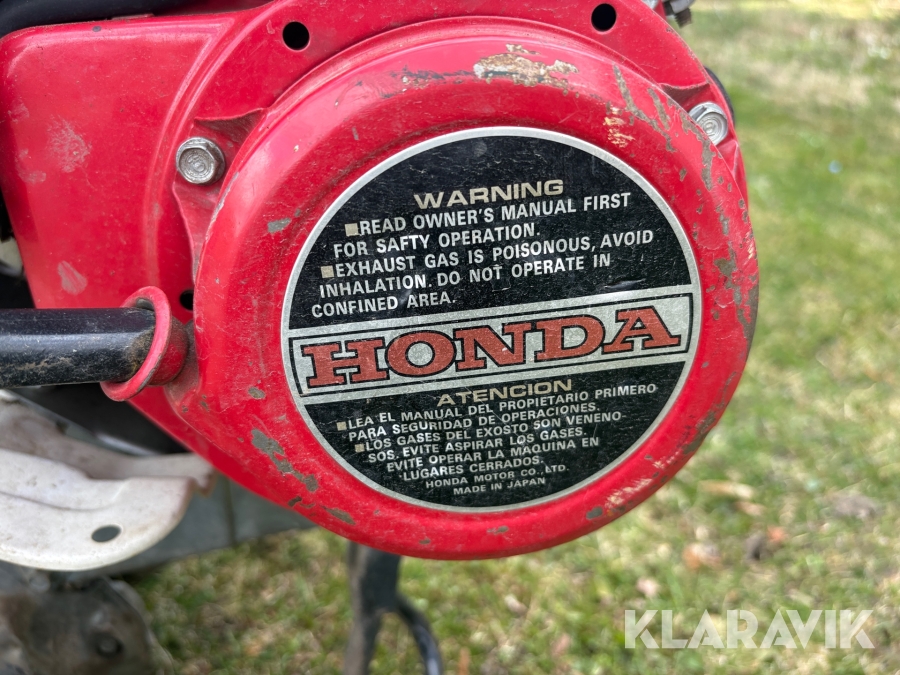 WARNING
■READ OWNER'S MANUAL FIRST
FOR SAFTY OPERATION.
■EXHAUST GAS IS POISONOUS, AVOID
INHALATION. DO NOT OPERATE IN
CONFINED AREA.
HONDA
ATENCION
■LEA EL MANUAL DEL PROPIETARIO PRIMERO
PARA SEGURIDAD DE OPERACIONES.
■LOS GASES DEL EXOSTO SON VENENO-
SOS. EVITE ASPIRAR LOS GASES.
EVITE OPERAR LA MÁQUINA EN
LUGARES CERRADOS.
HONDA MOTOR CO., LTD.
MADE IN JAPAN
KLARAVIK